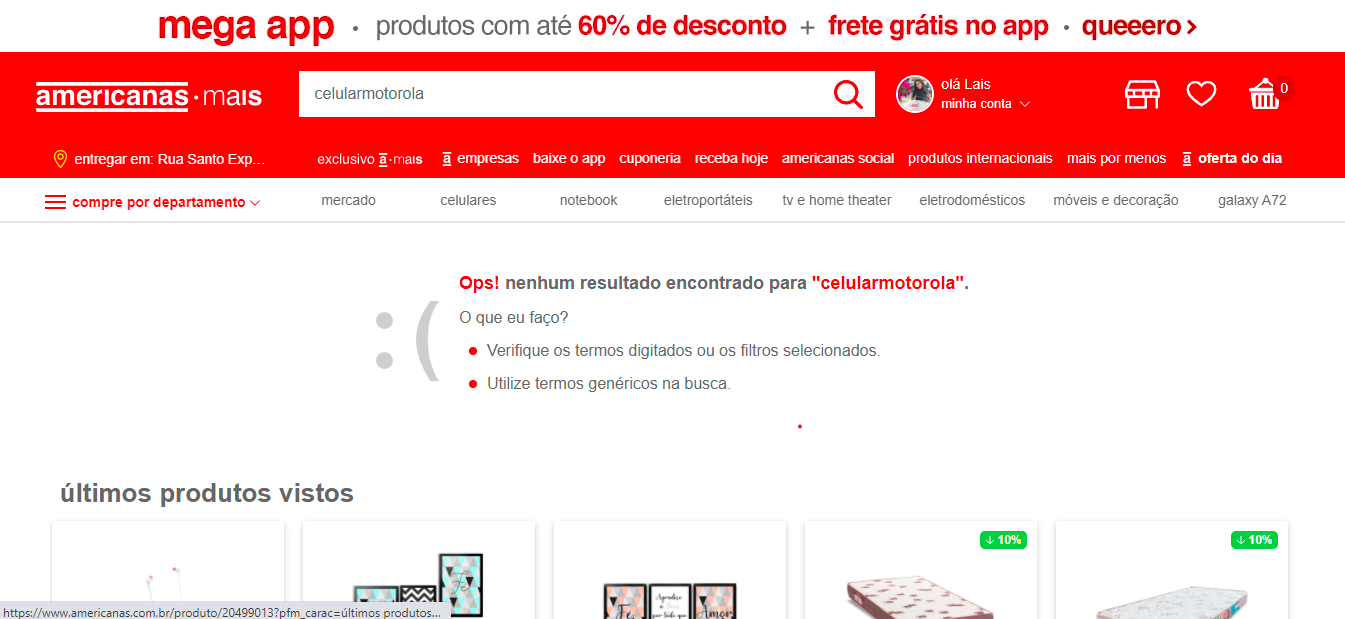 mega app • produtos com até 60% de desconto + frete grátis no app • queeero >
americanas • mais
celularmotorola
olá Lais
minha conta
0
entregar em: Rua Santo Exp...
exclusivo a•mais
a empresas
baixe o app
cuponeria
receba hoje
americanas social
produtos internacionais
mais por menos
a oferta do dia
compre por departamento
mercado
celulares
notebook
eletroportáteis
tv e home theater
eletrodomésticos
móveis e decoração
galaxy A72
Ops! nenhum resultado encontrado para "celularmotorola".
:(
O que eu faço?
• Verifique os termos digitados ou os filtros selecionados.
• Utilize termos genéricos na busca.
últimos produtos vistos
↓ 10%
↓ 10%
Fé
Fé
Agradece
Amor
https://www.americanas.com.br/produto/20499013?pfm_carac=últimos produtos...